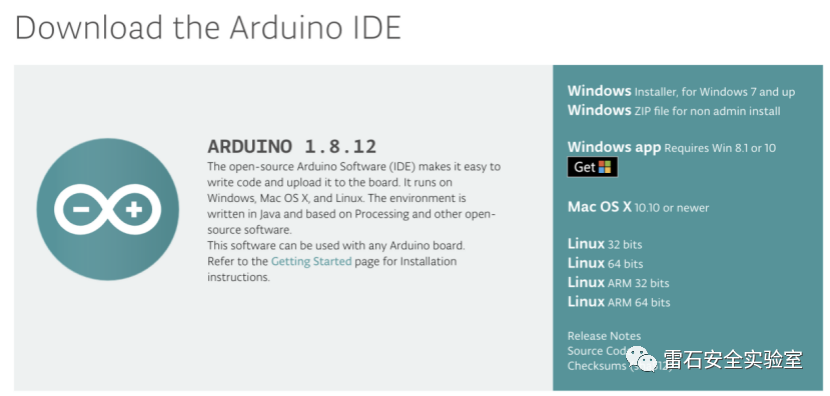 Download the Arduino IDE
ARDUINO 1.8.12
The open-source Arduino Software (IDE) makes it easy to
write code and upload it to the board. It runs on
Windows, Mac OS X, and Linux. The environment is
written in Java and based on Processing and other open-
source software.
This software can be used with any Arduino board.
Refer to the Getting Started page for Installation
instructions.
Windows Installer, for Windows 7 and up
Windows ZIP file for non admin install
Windows app Requires Win 8.1 or 10
Get
Mac OS X 10.10 or newer
Linux 32 bits
Linux 64 bits
Linux ARM 32 bits
Linux ARM 64 bits
Release Notes
Source
Checksums
雷石安全实验室